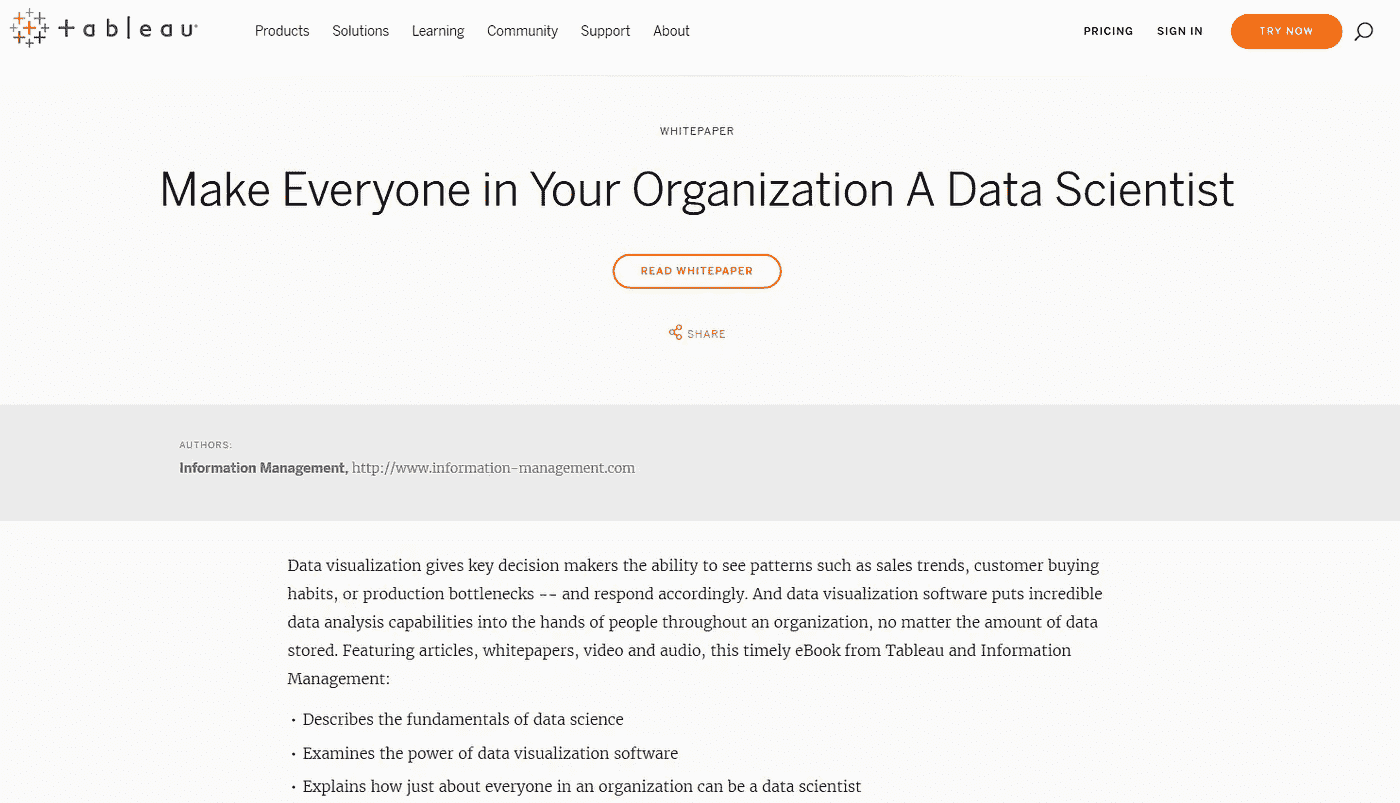 tableau
Products Solutions Learning Community Support About
PRICING SIGN IN TRY NOW
WHITEPAPER
Make Everyone in Your Organization A Data Scientist
READ WHITEPAPER
SHARE
AUTHORS:
Information Management, http://www.information-management.com
Data visualization gives key decision makers the ability to see patterns such as sales trends, customer buying
habits, or production bottlenecks -- and respond accordingly. And data visualization software puts incredible
data analysis capabilities into the hands of people throughout an organization, no matter the amount of data
stored. Featuring articles, whitepapers, video and audio, this timely eBook from Tableau and Information
Management:
• Describes the fundamentals of data science
• Examines the power of data visualization software
• Explains how just about everyone in an organization can be a data scientist